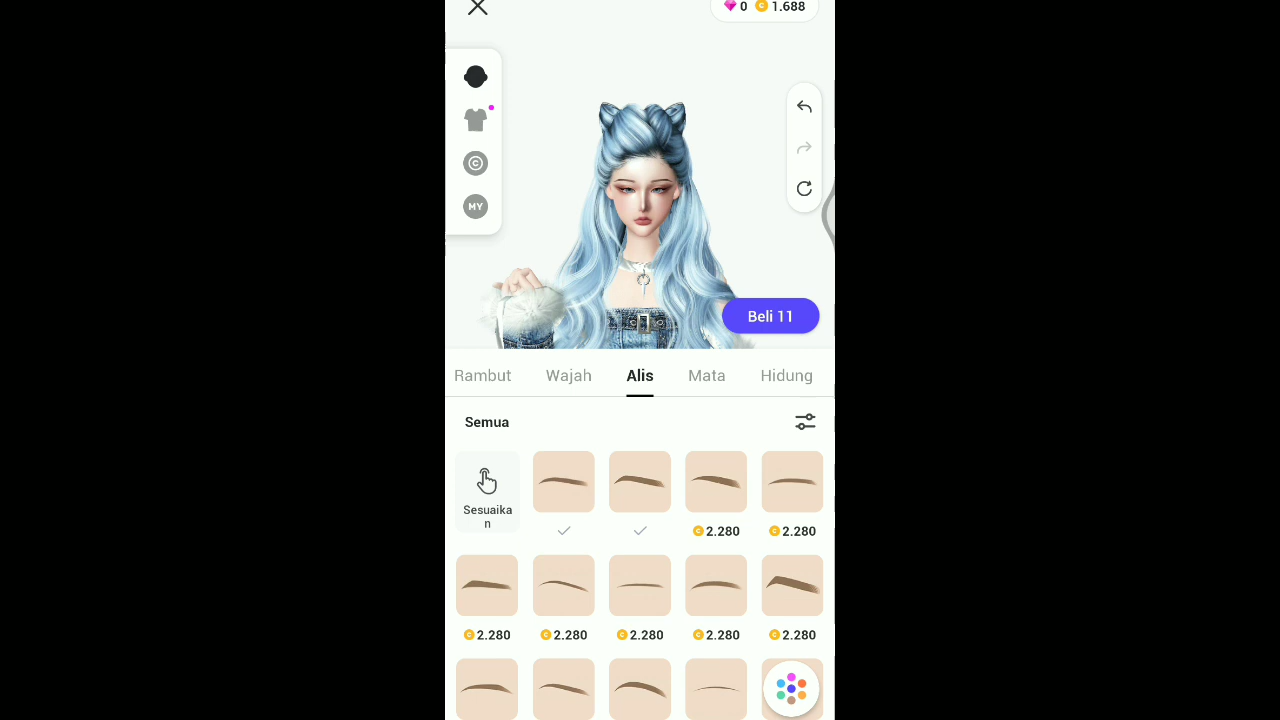 0 C 1.688
C
MY
Beli 11
Rambut Wajah Alis Mata Hidung
Semua
Sesuaika
n
C 2.280 C 2.280
C 2.280 C 2.280 C 2.280 C 2.280 C 2.280